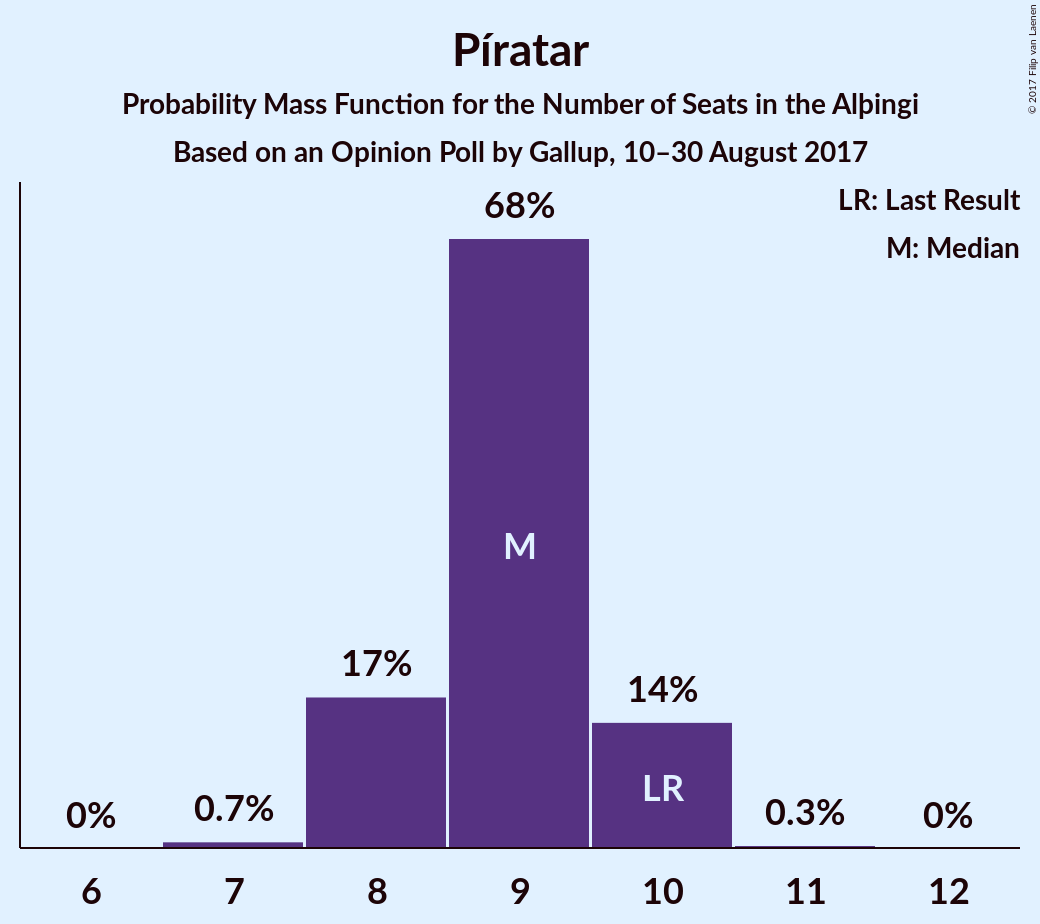 Píratar
Probability Mass Function for the Number of Seats in the Alþingi
Based on an Opinion Poll by Gallup, 10–30 August 2017
© 2017 Filip van Laenen
LR: Last Result
M: Median
68%
M
17%
14%
LR
0%
0.7%
0.3%
0%
6
7
8
9
10
11
12